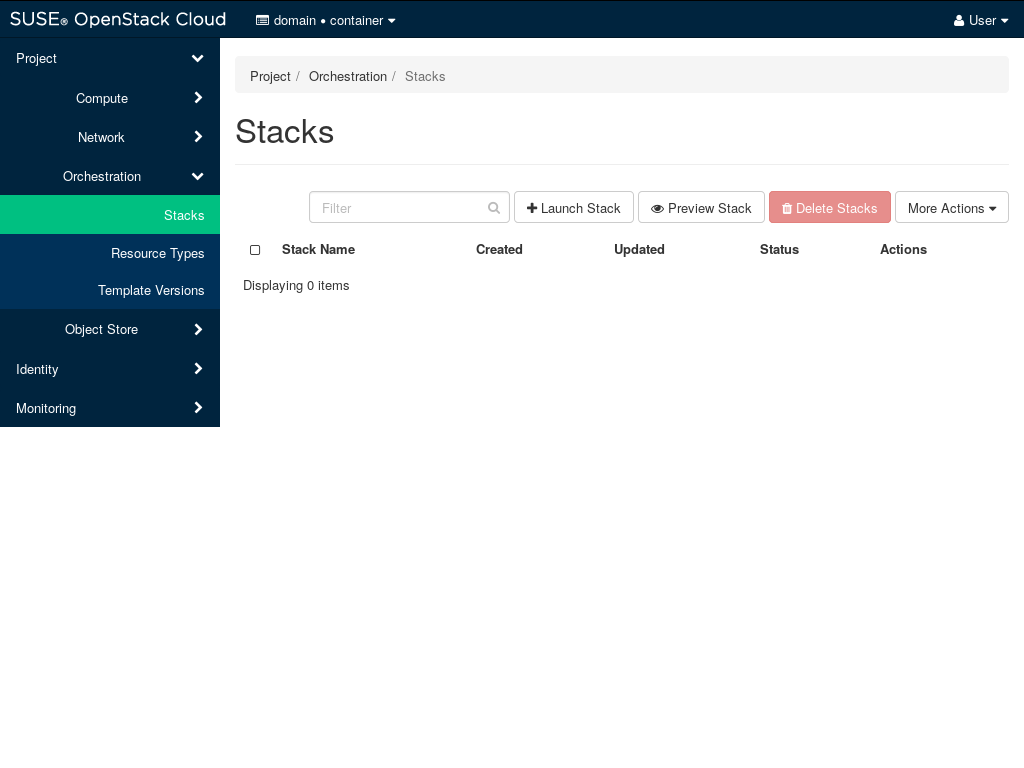 SUSE® OpenStack Cloud
domain • container
User
Project
Compute
Network
Orchestration
Stacks
Resource Types
Template Versions
Object Store
Identity
Monitoring
Project / Orchestration / Stacks
Stacks
Filter
Launch Stack
Preview Stack
Delete Stacks
More Actions
Stack Name Created Updated Status Actions
Displaying 0 items